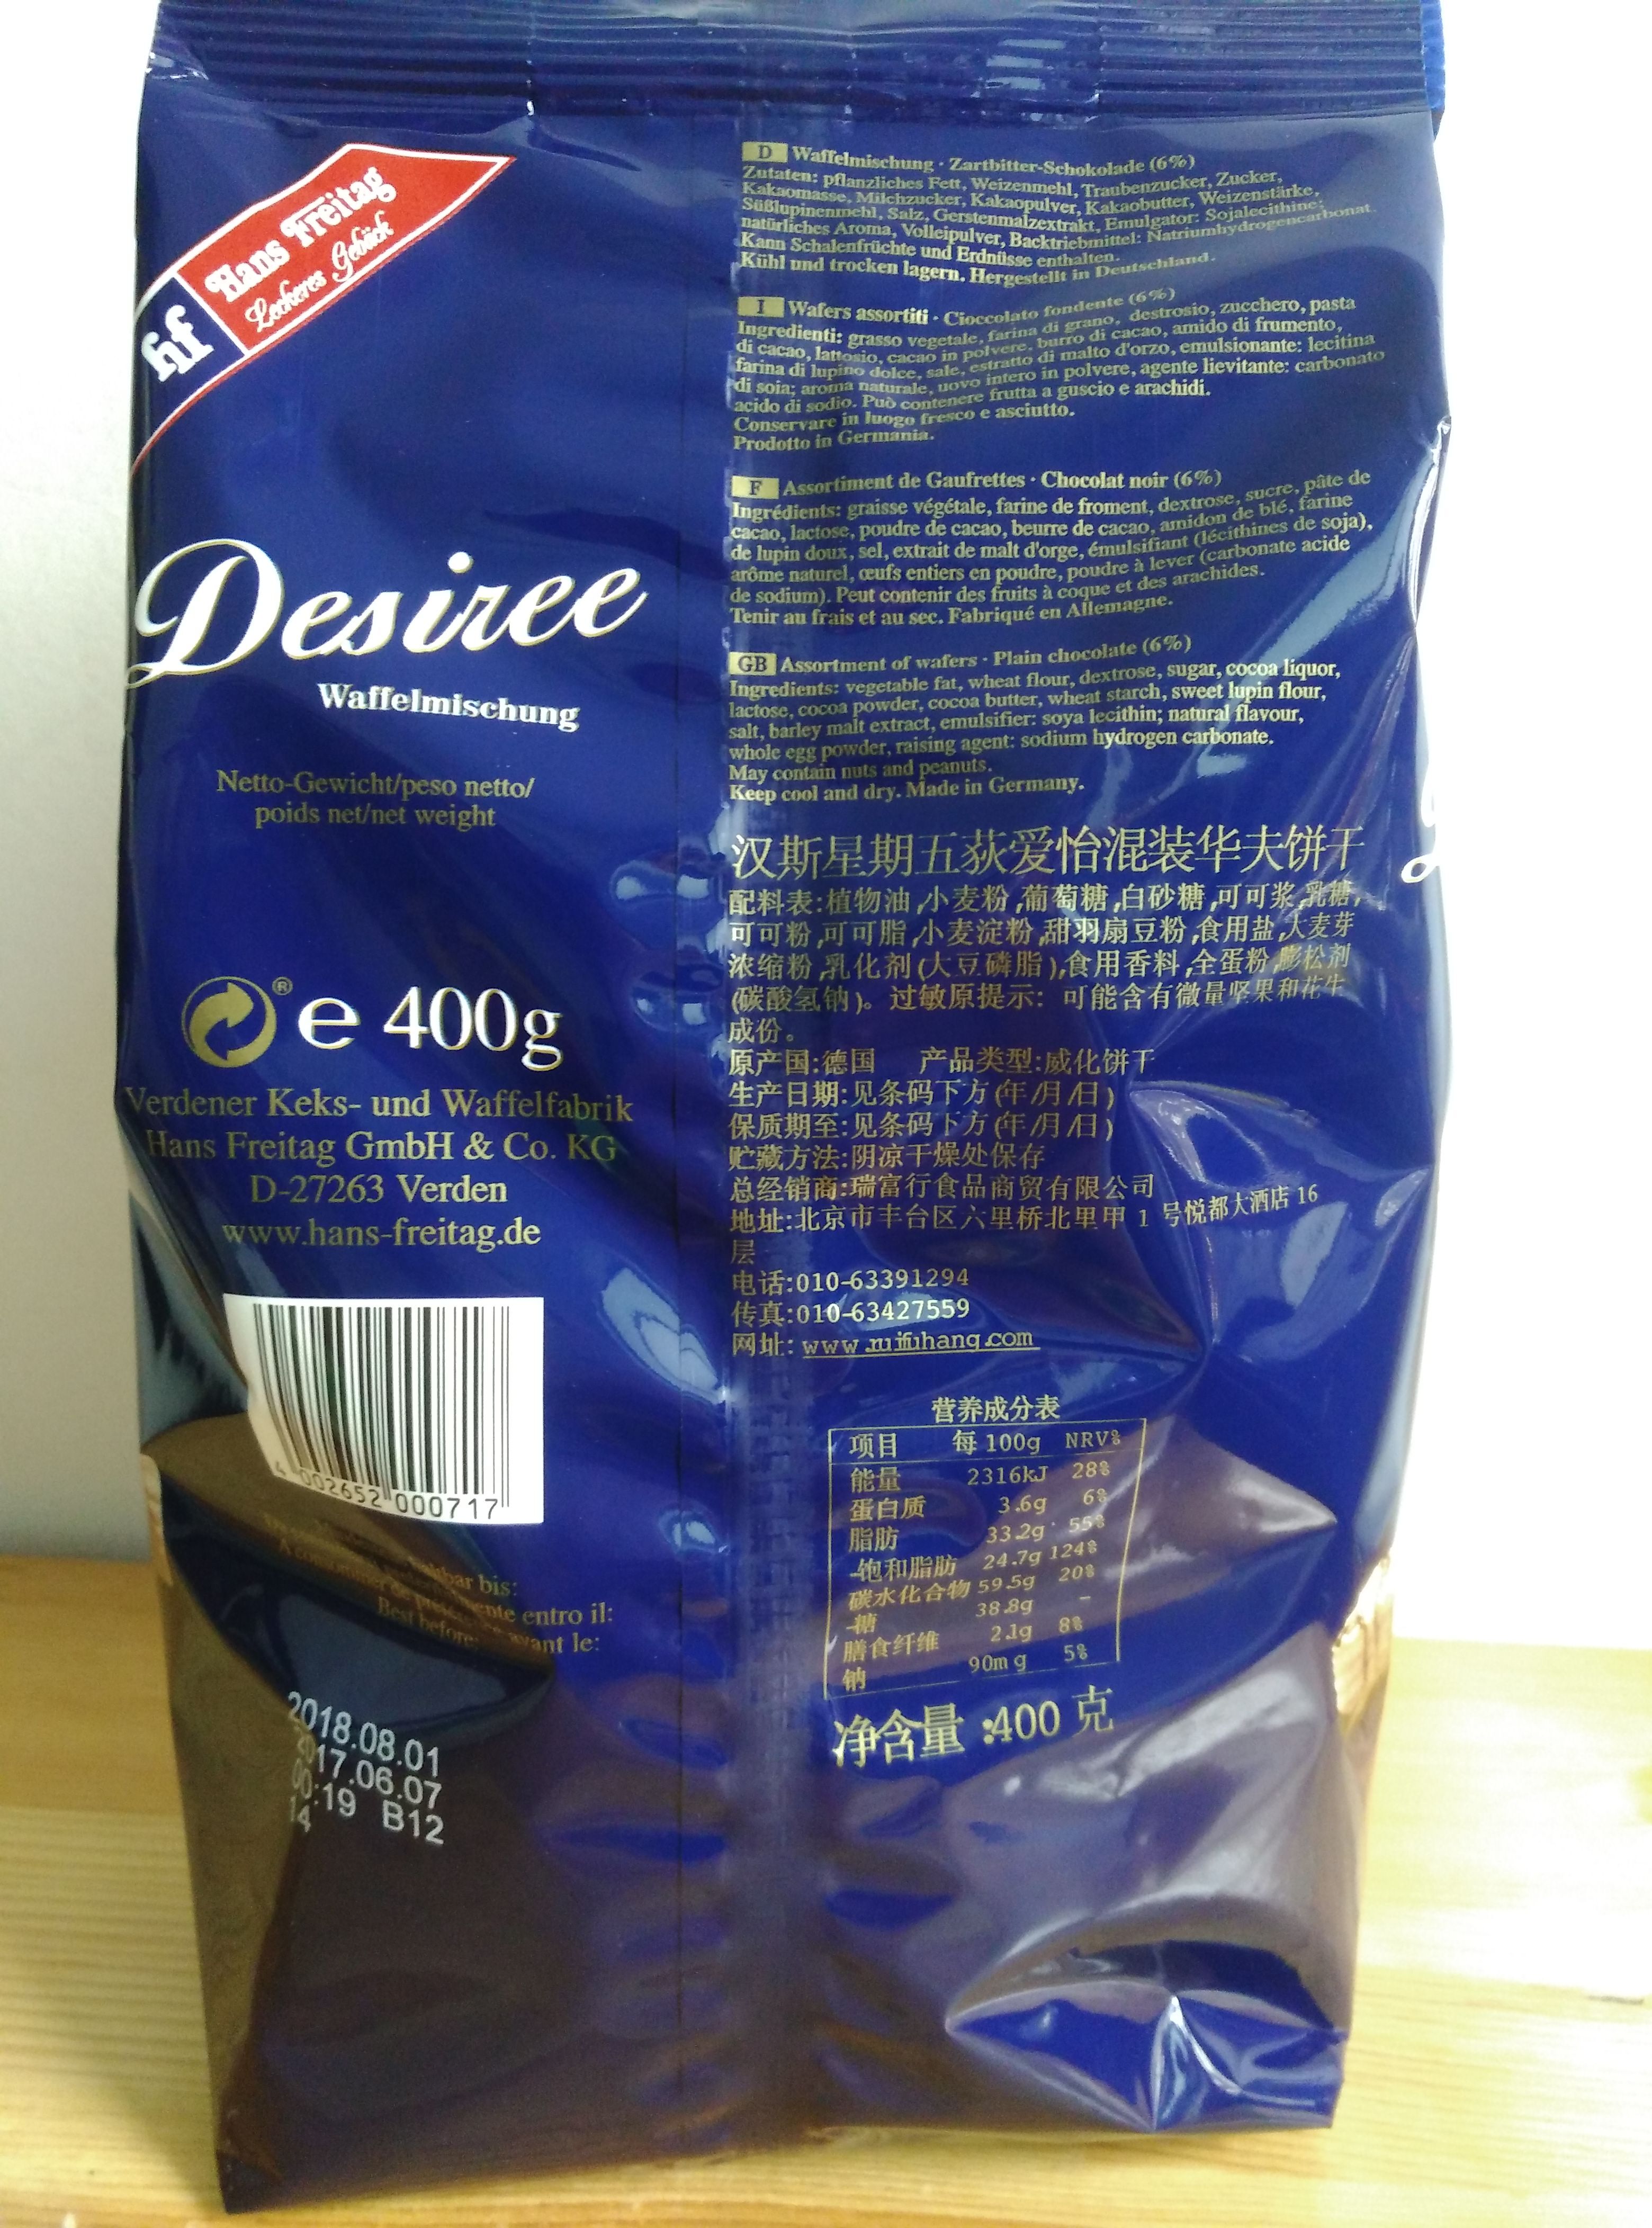 hf
Hans Freitag
Leckeres Gebäck
Desiree
Waffelmischung
Netto-Gewicht/peso netto/
poids net/net weight
® e 400g
Verdener Keks- und Waffelfabrik
Hans Freitag GmbH & Co. KG
D-27263 Verden
www.hans-freitag.de
4 002652 000717
bar bis:
entro il:
Best before: avant le:
2018.08.01
2017.06.07
00:19 B12
14
D Waffelmischung · Zartbitter-Schokolade (6%)
Zutaten: pflanzliches Fett, Weizenmehl, Traubenzucker, Zucker,
Kakaomasse, Milchzucker, Kakaopulver, Kakaobutter, Weizenstärke,
Süßlupinenmehl, Salz, Gerstenmalzextrakt, Emulgator: Sojalecithine;
natürliches Aroma, Volleipulver, Backtriebmittel: Natriumhydrogencarbonat.
Kann Schalenfrüchte und Erdnüsse enthalten.
Kühl und trocken lagern. Hergestellt in Deutschland.
I Wafers assortiti · Cioccolato fondente (6%)
Ingredienti: grasso vegetale, farina di grano, destrosio, zucchero, pasta
di cacao, lattosio, cacao in polvere, burro di cacao, amido di frumento,
farina di lupino dolce, sale, estratto di malto d'orzo, emulsionante: lecitina
di soia; aroma naturale, uovo intero in polvere, agente lievitante: carbonato
acido di sodio. Può contenere frutta a guscio e arachidi.
Conservare in luogo fresco e asciutto.
Prodotto in Germania.
F Assortiment de Gaufrettes · Chocolat noir (6%)
Ingrédients: graisse végétale, farine de froment, dextrose, sucre, pâte de
cacao, lactose, poudre de cacao, beurre de cacao, amidon de blé, farine
de lupin doux, sel, extrait de malt d'orge, émulsifiant (lécithines de soja),
arôme naturel, œufs entiers en poudre, poudre à lever (carbonate acide
de sodium). Peut contenir des fruits à coque et des arachides.
Tenir au frais et au sec. Fabriqué en Allemagne.
GB Assortment of wafers · Plain chocolate (6%)
Ingredients: vegetable fat, wheat flour, dextrose, sugar, cocoa liquor,
lactose, cocoa powder, cocoa butter, wheat starch, sweet lupin flour,
salt, barley malt extract, emulsifier: soya lecithin; natural flavour,
whole egg powder, raising agent: sodium hydrogen carbonate.
May contain nuts and peanuts.
Keep cool and dry. Made in Germany.
汉斯星期五荻爱怡混装华夫饼干
配料表:植物油,小麦粉,葡萄糖,白砂糖,可可浆,乳糖,
可可粉,可可脂,小麦淀粉,甜羽扇豆粉,食用盐,大麦芽
浓缩粉,乳化剂(大豆磷脂),食用香料,全蛋粉,膨松剂
(碳酸氢钠)。过敏原提示: 可能含有微量坚果和花生
成份。
原产国:德国 产品类型:威化饼干
生产日期:见条码下方(年/月/日)
保质期至:见条码下方(年/月/日)
贮藏方法:阴凉干燥处保存
总经销商:瑞富行食品商贸有限公司
地址:北京市丰台区六里桥北里甲 1 号悦都大酒店 16
层
电话:010-63391294
传真:010-63427559
网址: www.ruifuhang.com
营养成分表
项目 每 100g NRV%
能量 2316kJ 28%
蛋白质 3.6g 6%
脂肪 33.2g 55%
-饱和脂肪 24.7g 124%
碳水化合物 59.5g 20%
-糖 38.8g -
膳食纤维 2.1g 8%
钠 90mg 5%
净含量:400 克